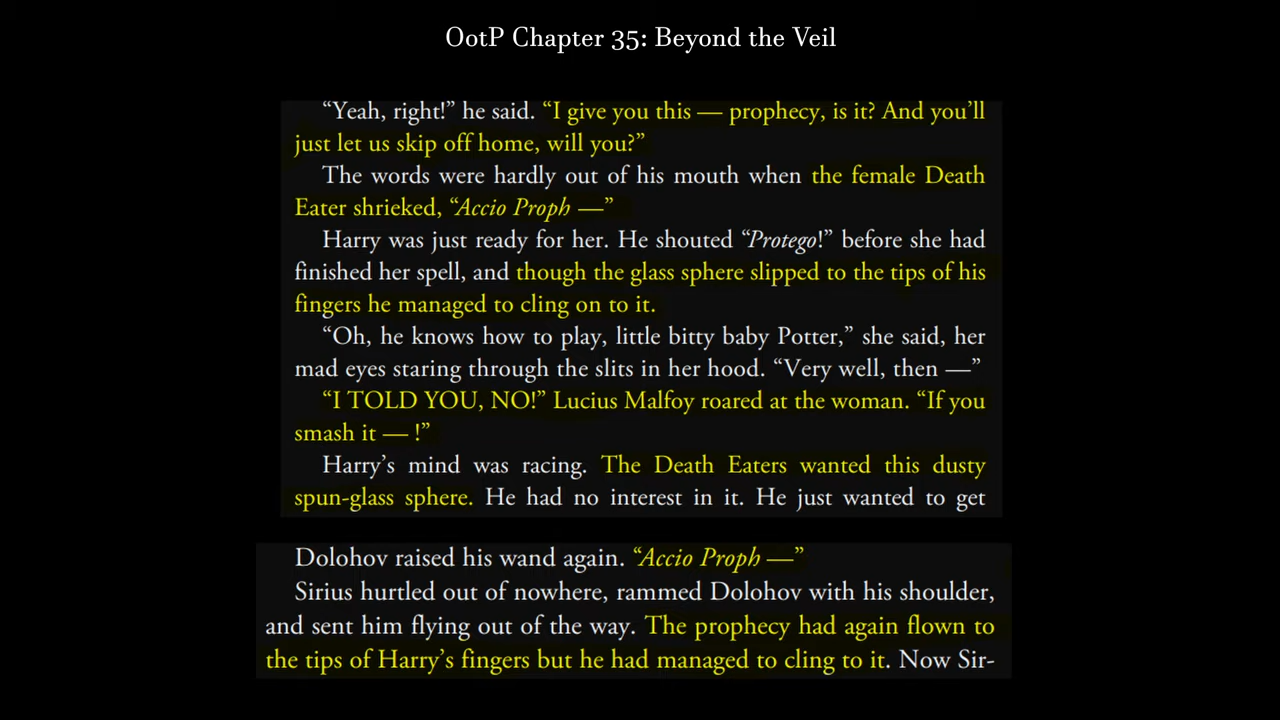 OotP Chapter 35: Beyond the Veil
“Yeah, right!” he said. “I give you this — prophecy, is it? And you’ll
just let us skip off home, will you?”
The words were hardly out of his mouth when the female Death
Eater shrieked, “Accio Proph —”
Harry was just ready for her. He shouted “Protego!” before she had
finished her spell, and though the glass sphere slipped to the tips of his
fingers he managed to cling on to it.
“Oh, he knows how to play, little bitty baby Potter,” she said, her
mad eyes staring through the slits in her hood. “Very well, then —”
“I TOLD YOU, NO!” Lucius Malfoy roared at the woman. “If you
smash it — !”
Harry’s mind was racing. The Death Eaters wanted this dusty
spun-glass sphere. He had no interest in it. He just wanted to get
Dolohov raised his wand again. “Accio Proph —”
Sirius hurtled out of nowhere, rammed Dolohov with his shoulder,
and sent him flying out of the way. The prophecy had again flown to
the tips of Harry’s fingers but he had managed to cling to it. Now Sir-